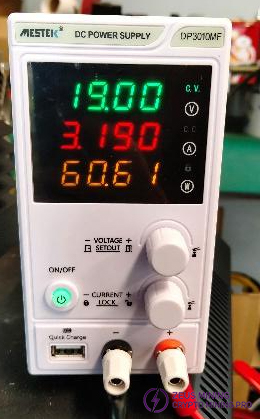 MESTEK DC POWER SUPPLY DP3010MF
19.00 C.V.
V
3.190 C.C
A
60.61
W
− VOLTAGE +
SETOUT
ON/OFF
− CURRENT +
LOCK
Quick Charge
− +